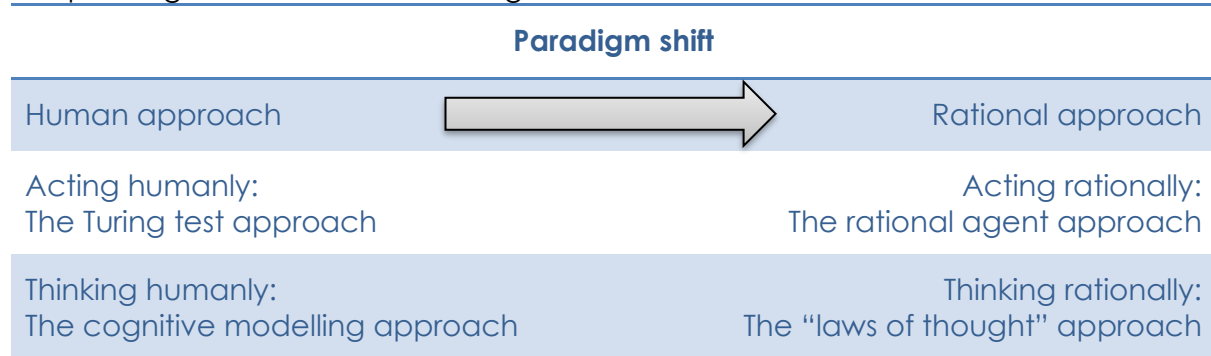 Paradigm shift
Human approach
Rational approach
Acting humanly:
The Turing test approach
Acting rationally:
The rational agent approach
Thinking humanly:
The cognitive modelling approach
Thinking rationally:
The “laws of thought” approach